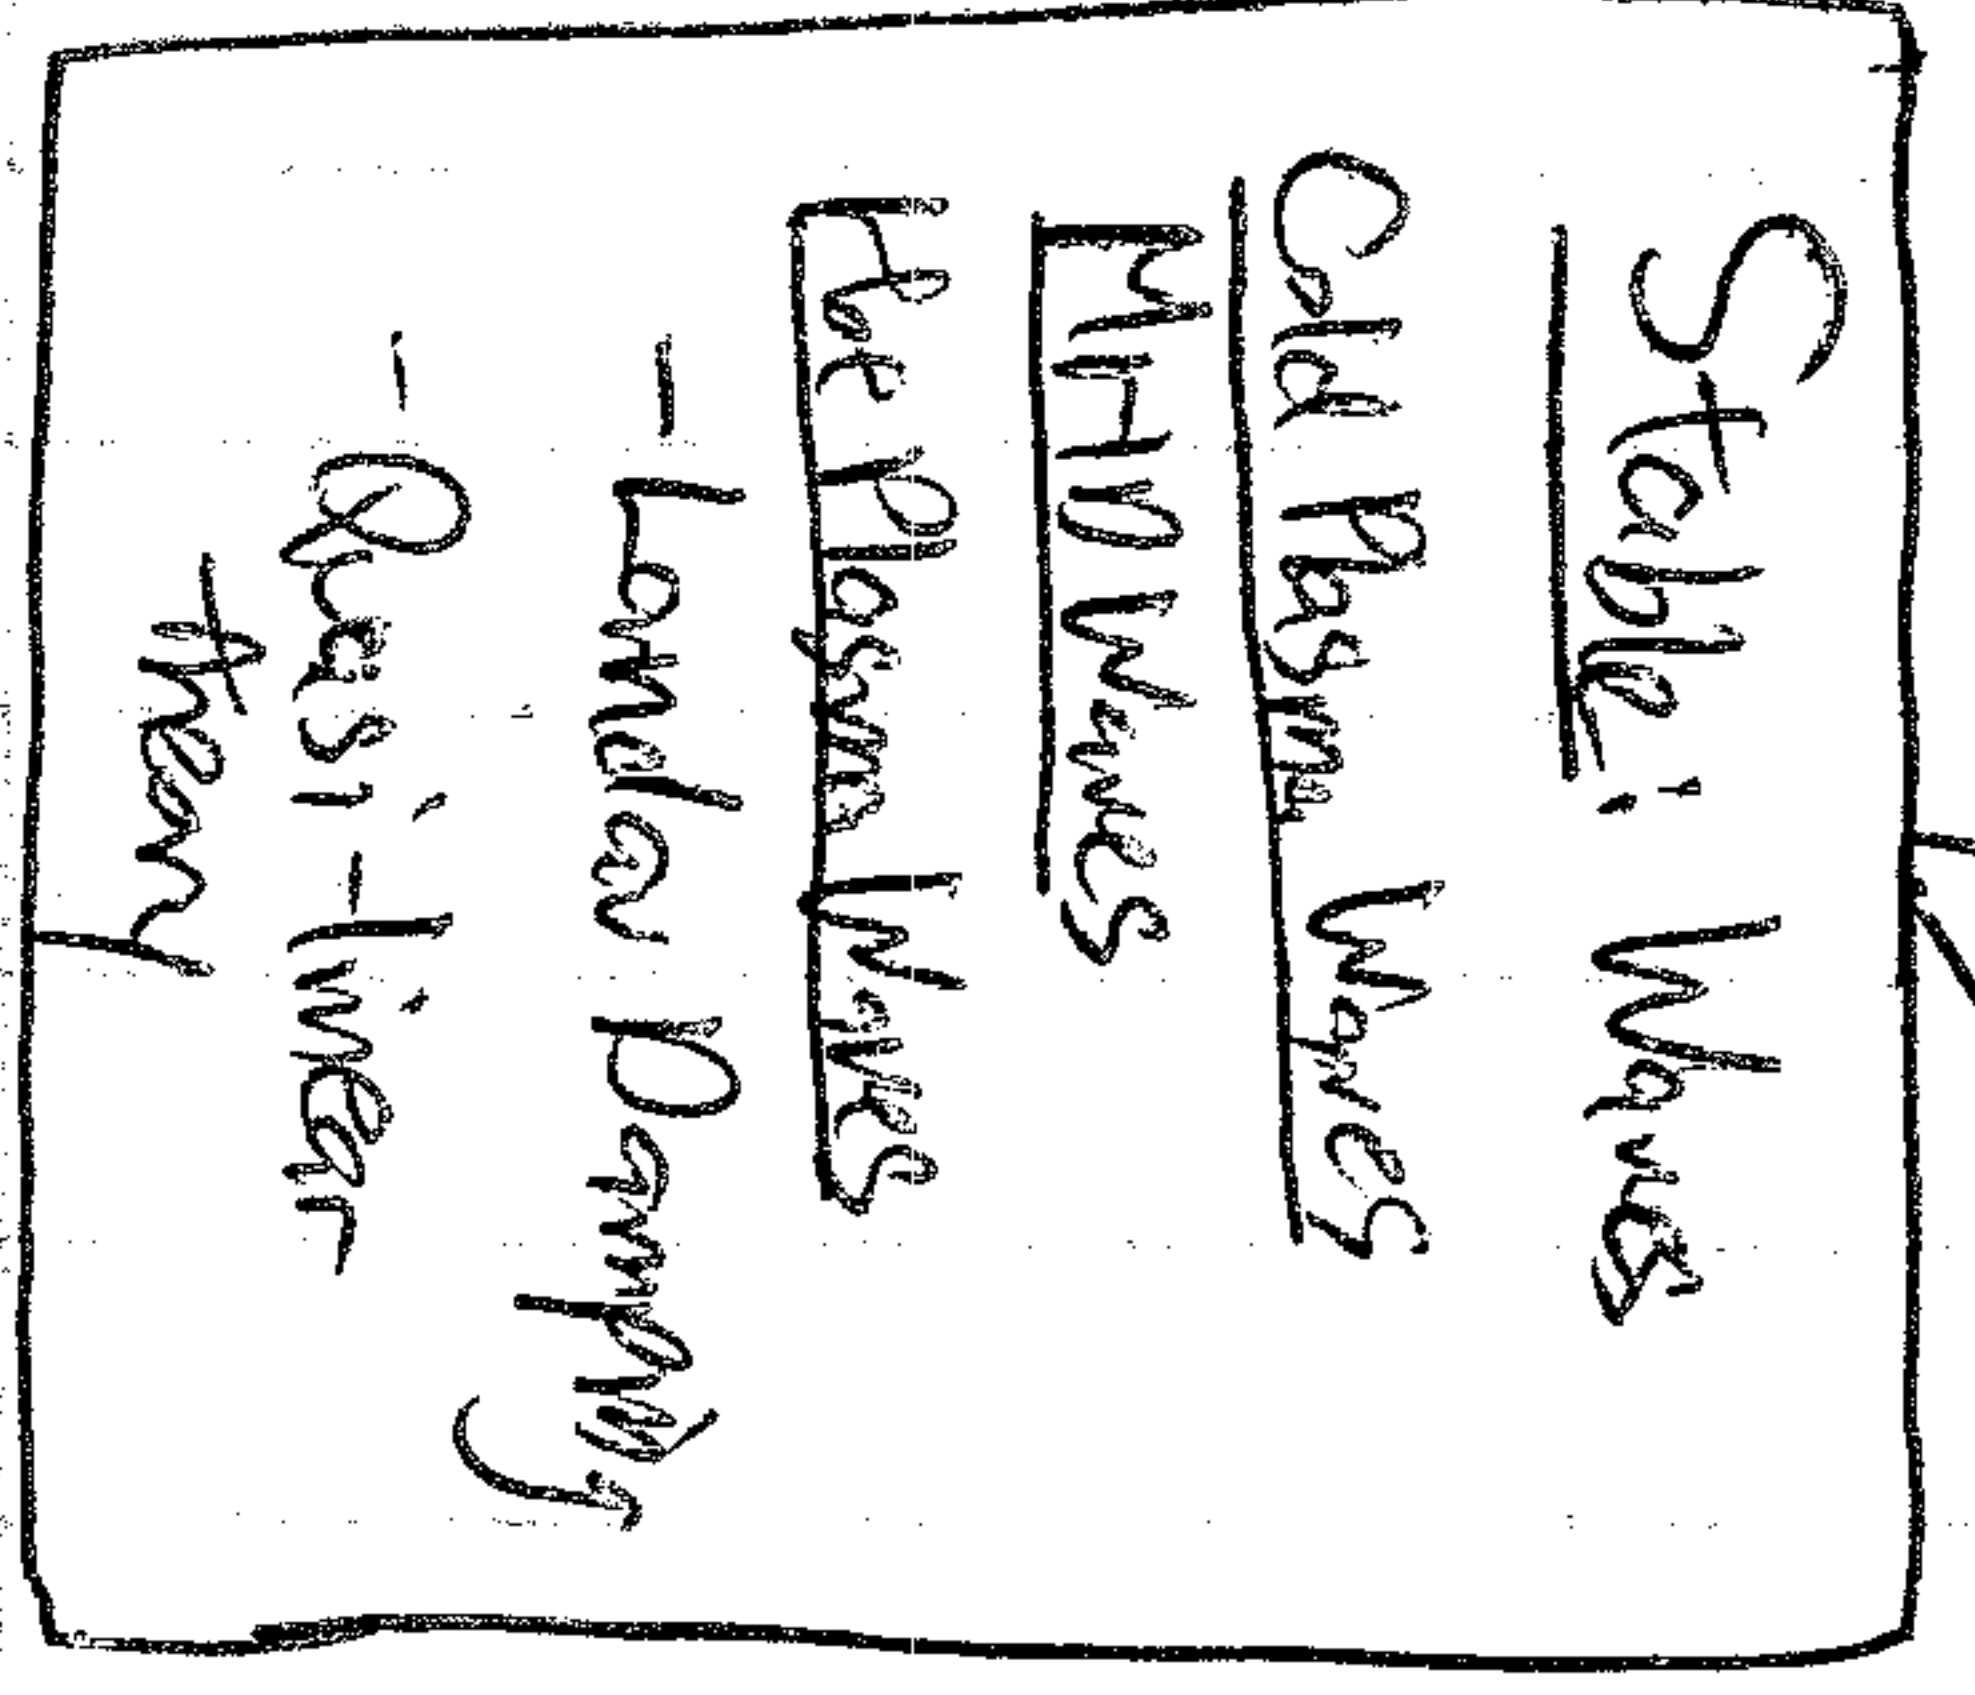 Stable: Waves
Cold Plasma Waves
MHD Waves
Hot Plasma Waves
- Landau Damping
- Quasi-linear
theory